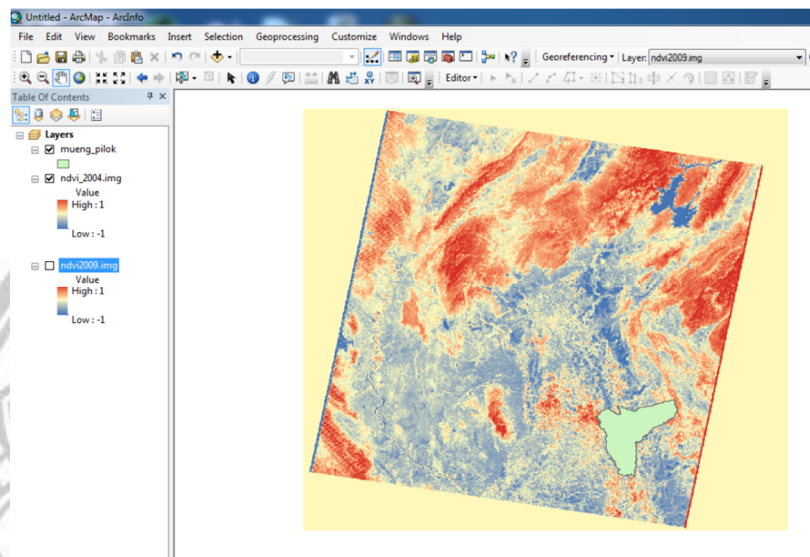 Untitled - ArcMap - ArcInfo
File Edit View Bookmarks Insert Selection Geoprocessing Customize Windows Help
Georeferencing Layer: ndvi2009.img
Editor
Table Of Contents
Layers
mueng_pilok
ndvi_2004.img
Value
High : 1
Low : -1
ndvi2009.img
Value
High : 1
Low : -1